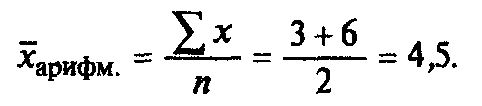 x̄арифм. = ∑x / n = (3 + 6) / 2 = 4,5.